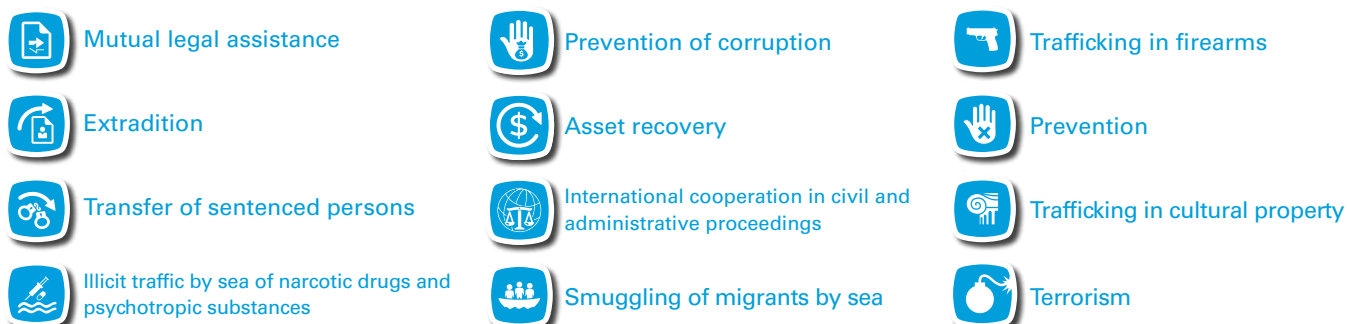 Mutual legal assistance
Extradition
Transfer of sentenced persons
Illicit traffic by sea of narcotic drugs and
psychotropic substances
Prevention of corruption
Asset recovery
International cooperation in civil and
administrative proceedings
Smuggling of migrants by sea
Trafficking in firearms
Prevention
Trafficking in cultural property
Terrorism